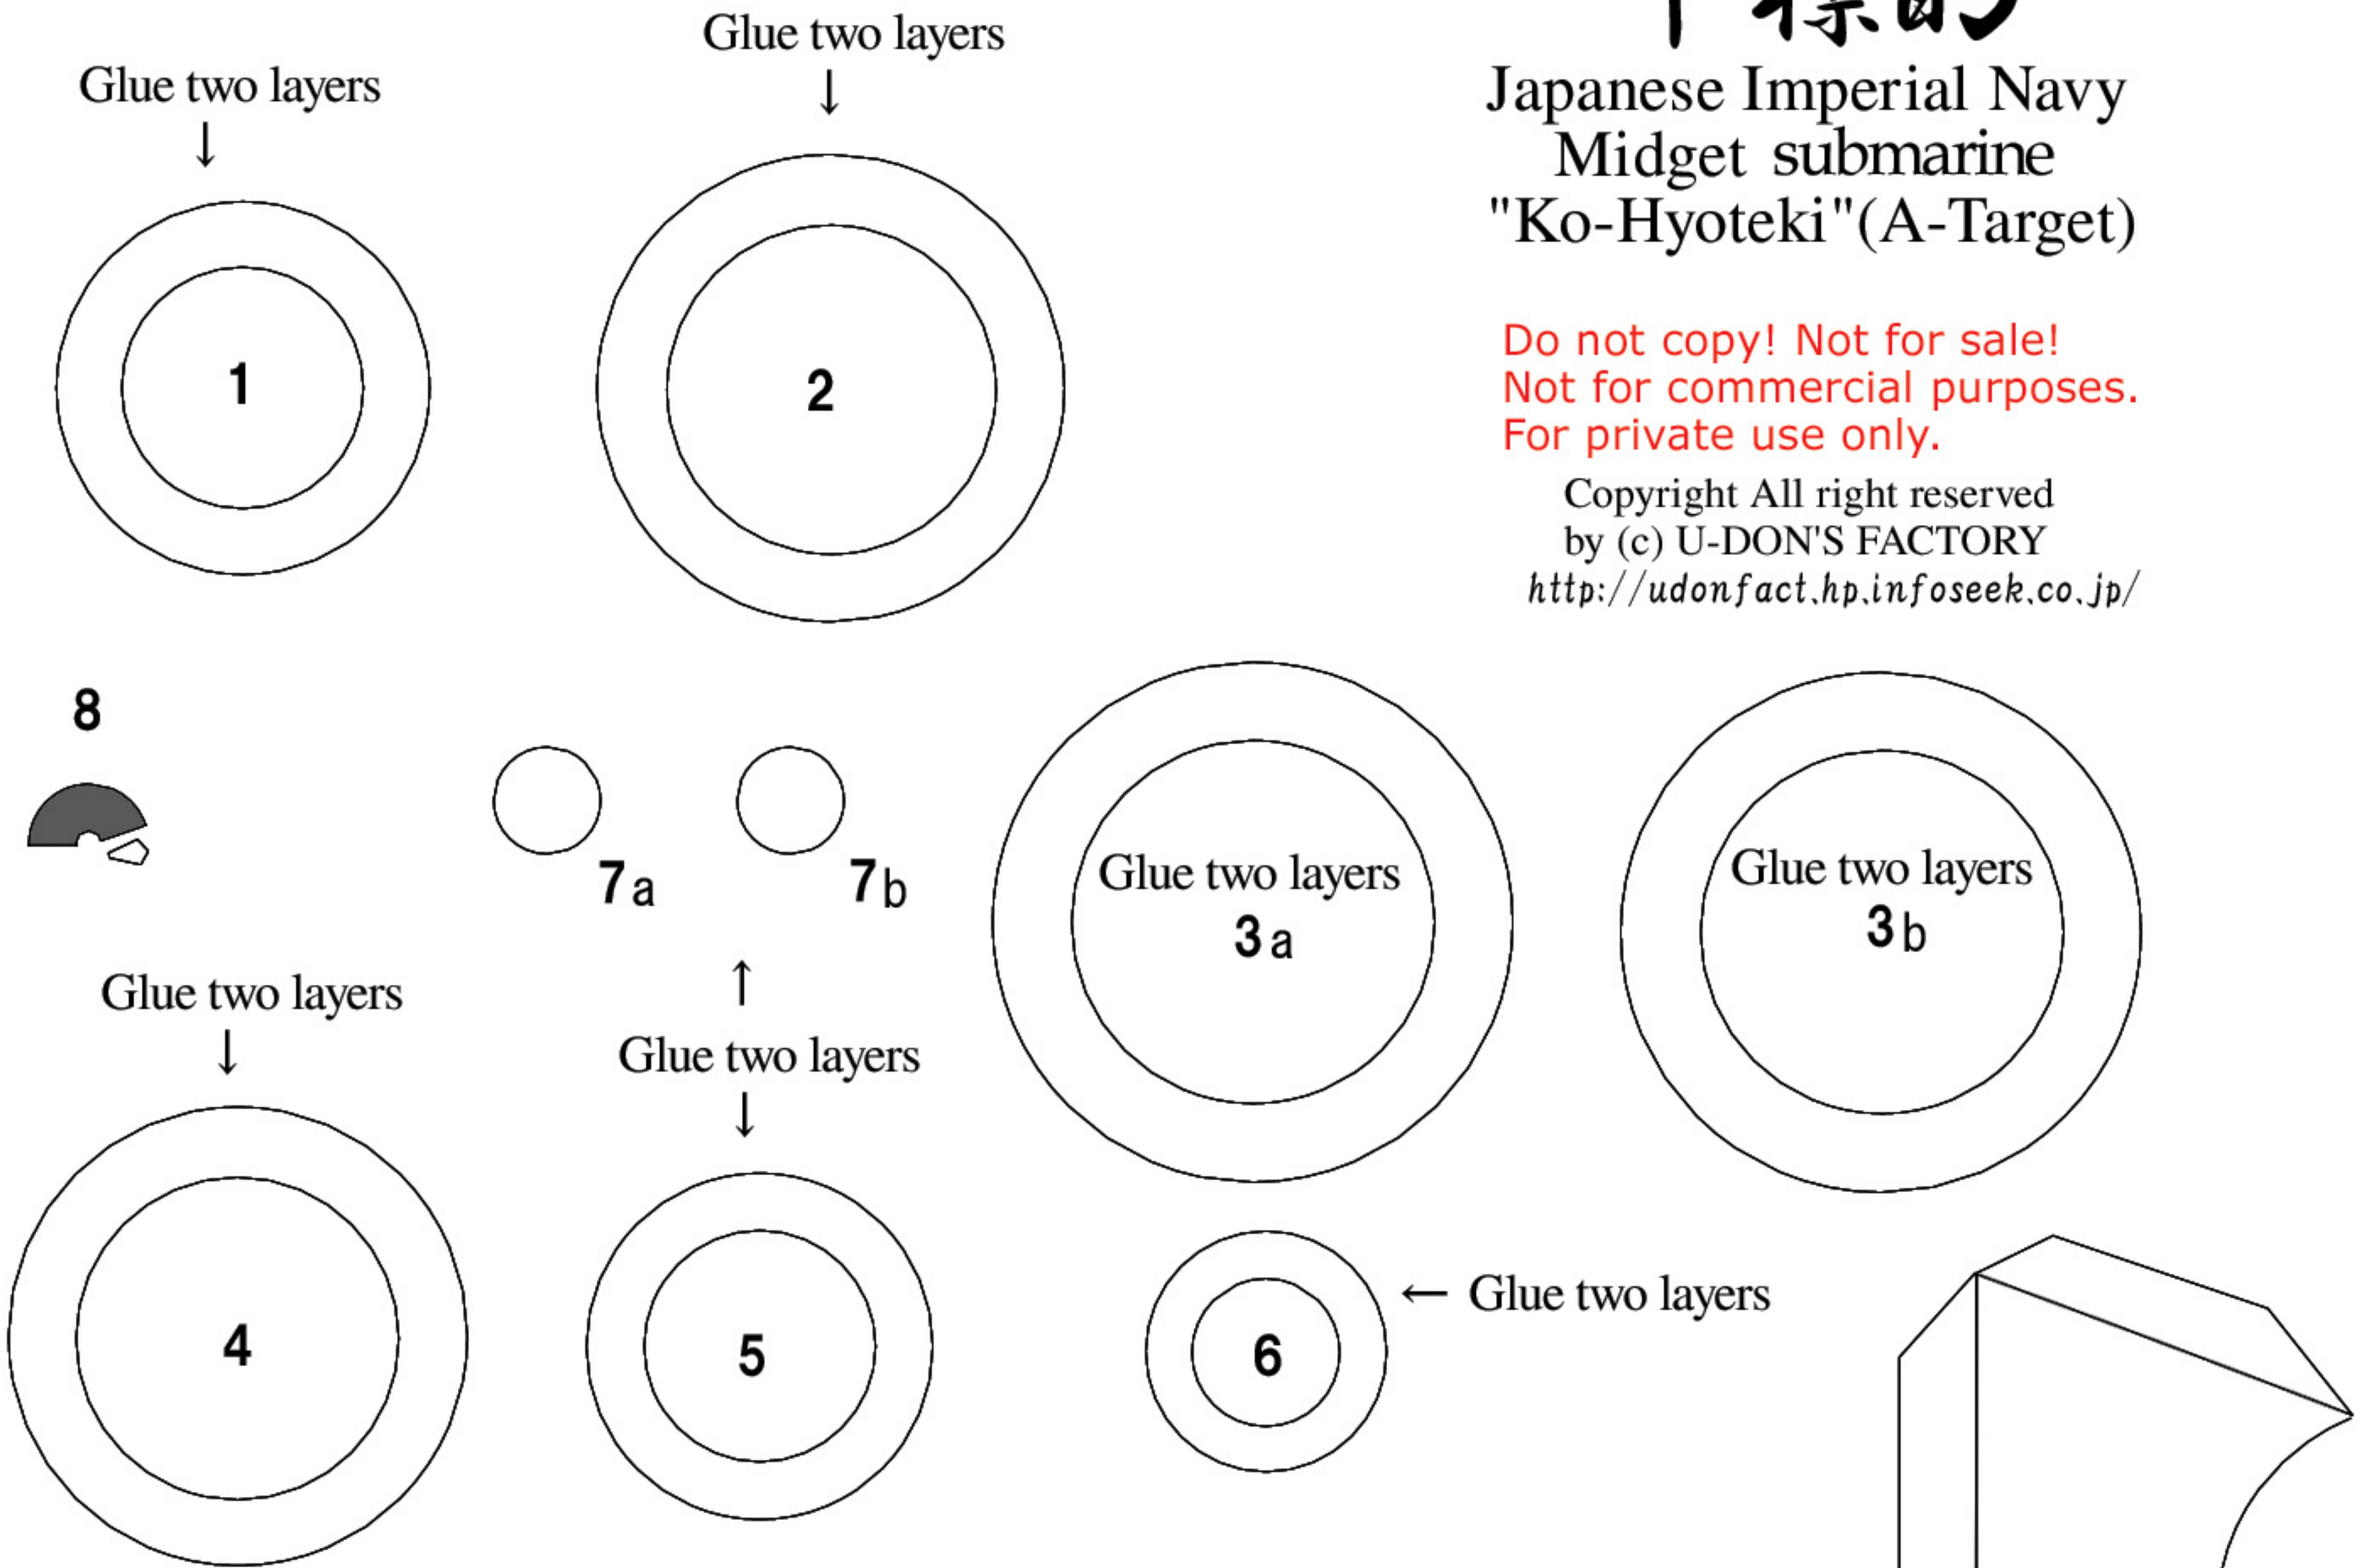 Glue two layers
↓
Glue two layers
↓
1
2
Japanese Imperial Navy
Midget submarine
"Ko-Hyoteki"(A-Target)
Do not copy! Not for sale!
Not for commercial purposes.
For private use only.
Copyright All right reserved
by (c) U-DON'S FACTORY
http://udonfact.hp.infoseek.co.jp/
8
7a
7b
Glue two layers
3a
Glue two layers
3b
Glue two layers
↓
↑
Glue two layers
↓
4
5
6
← Glue two layers